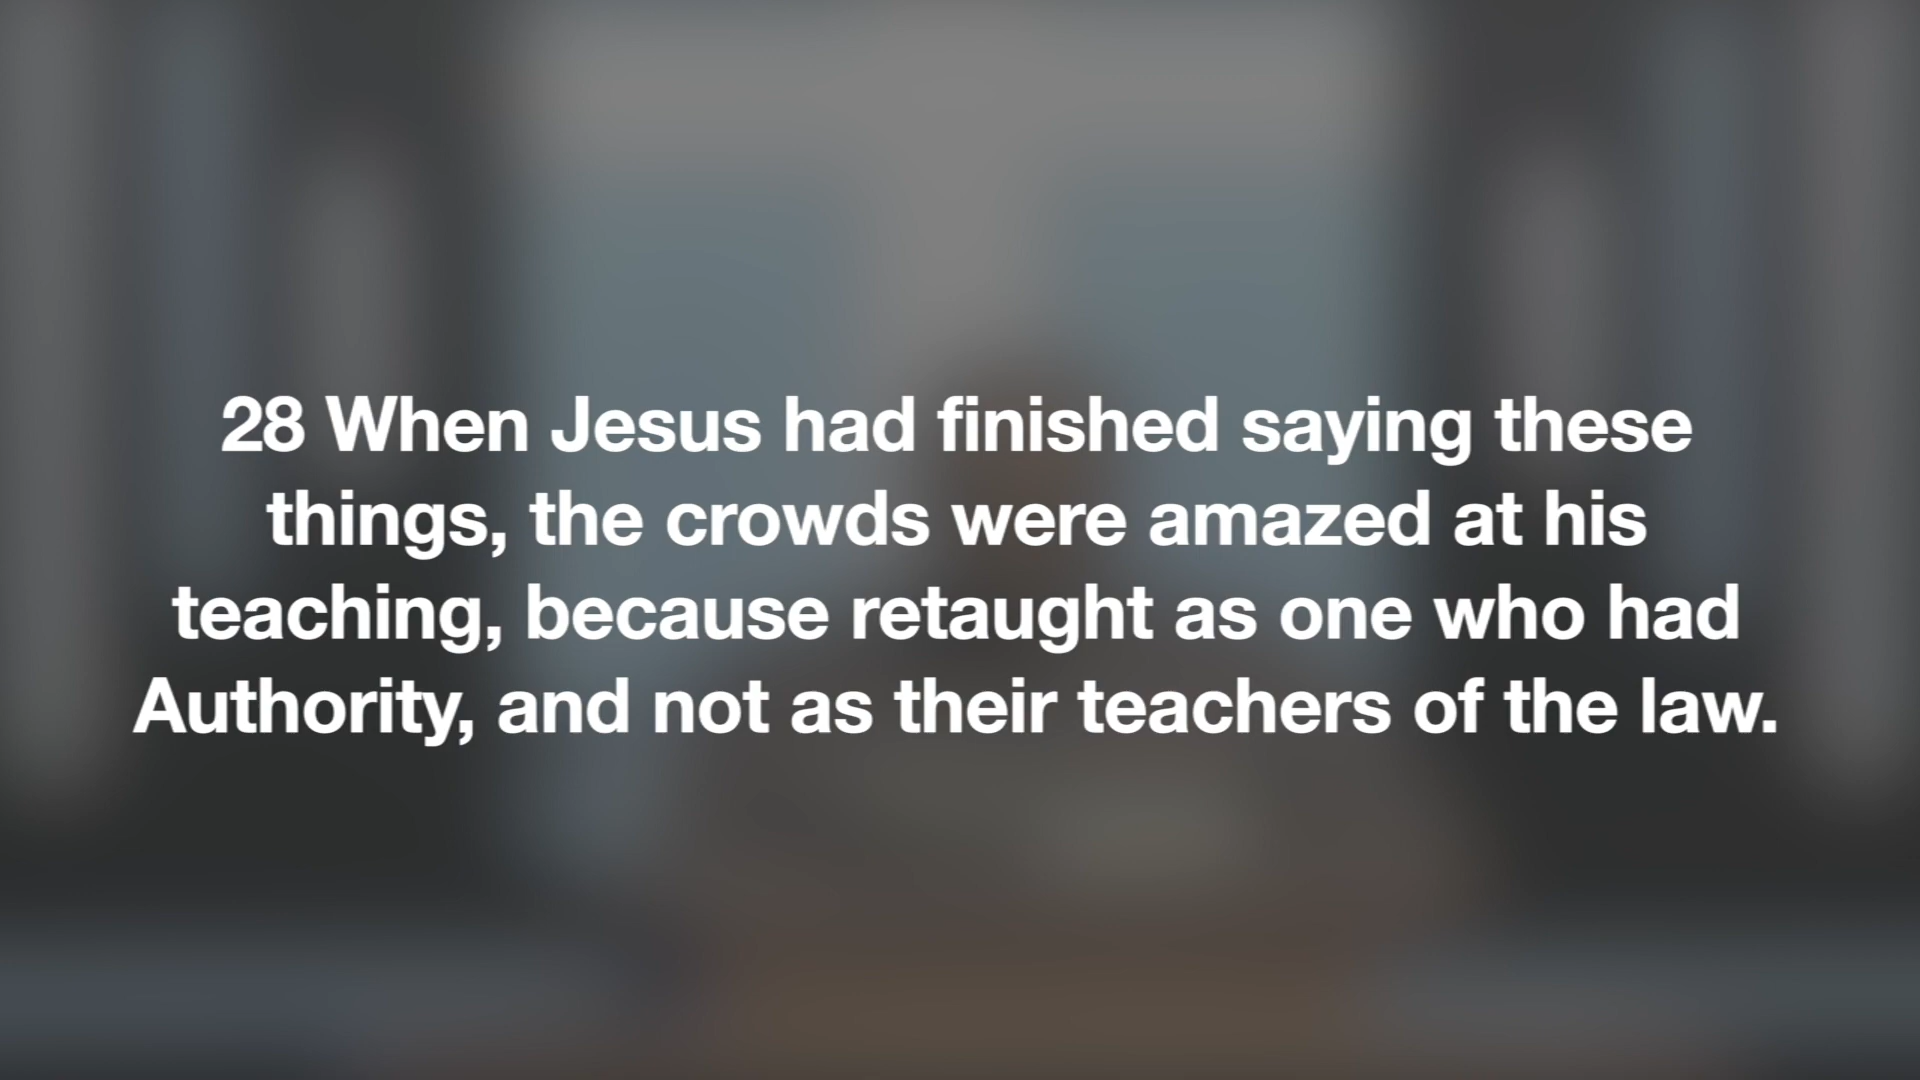 28 When Jesus had finished saying these
things, the crowds were amazed at his
teaching, because retaught as one who had
Authority, and not as their teachers of the law.